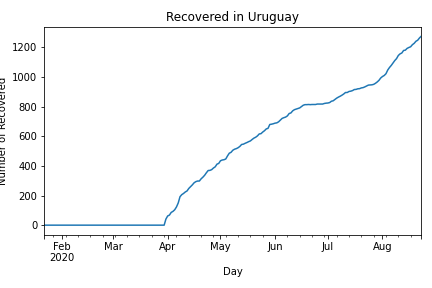 Recovered in Uruguay
Number of Recovered
1200
1000
800
600
400
200
0
Feb
2020
Mar
Apr
May
Jun
Jul
Aug
Day